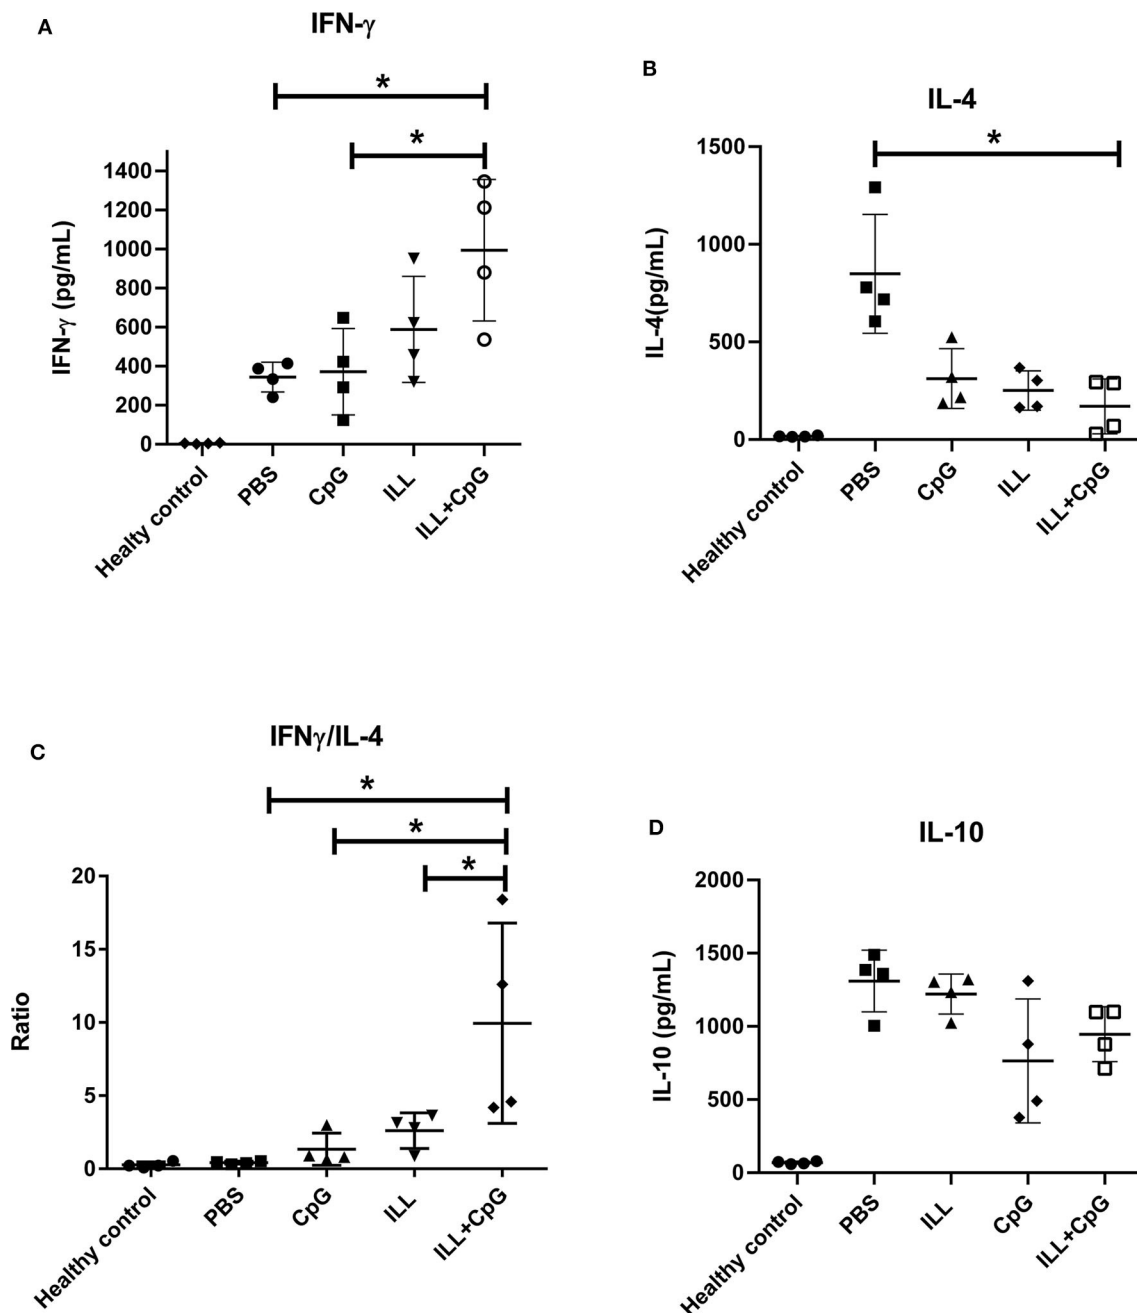 A
IFN-γ
*
*
IFN-γ (pg/mL)
1400
1200
1000
800
600
400
200
0
Healty control
PBS
CpG
ILL
ILL+CpG
B
IL-4
*
IL-4(pg/mL)
1500
1000
500
0
Healthy control
PBS
CpG
ILL
ILL+CpG
C
IFNγ/IL-4
*
*
*
Ratio
20
15
10
5
0
Healthy control
PBS
CpG
ILL
ILL+CpG
D
IL-10
IL-10 (pg/mL)
2000
1500
1000
500
0
Healthy control
PBS
ILL
CpG
ILL+CpG